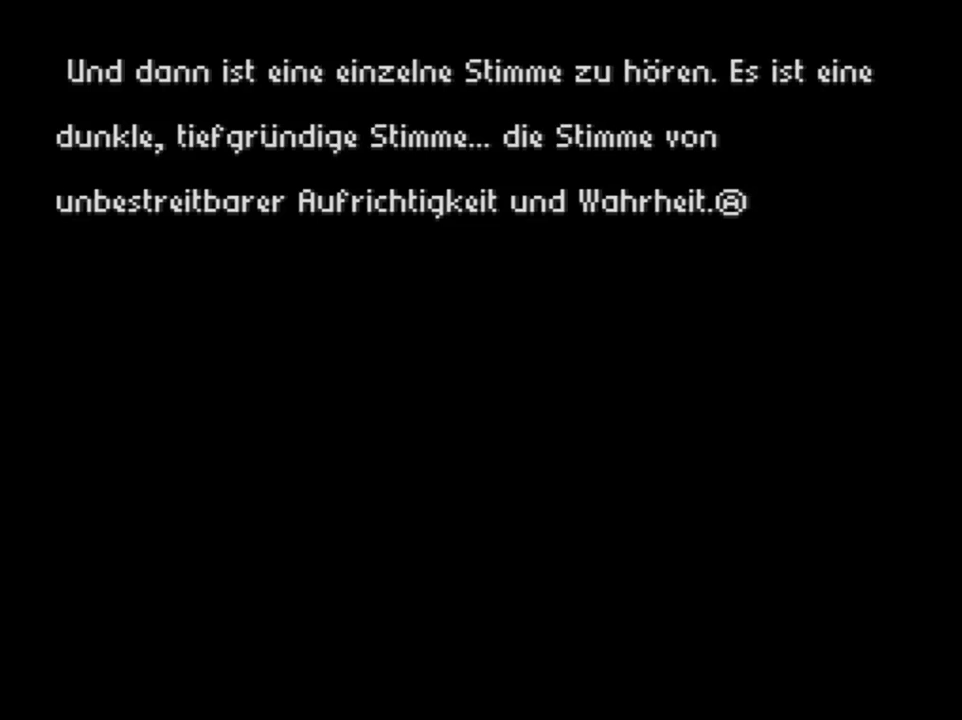 Und dann ist eine einzelne Stimme zu hören. Es ist eine
dunkle, tiefgründige Stimme... die Stimme von
unbestreitbarer Aufrichtigkeit und Wahrheit.